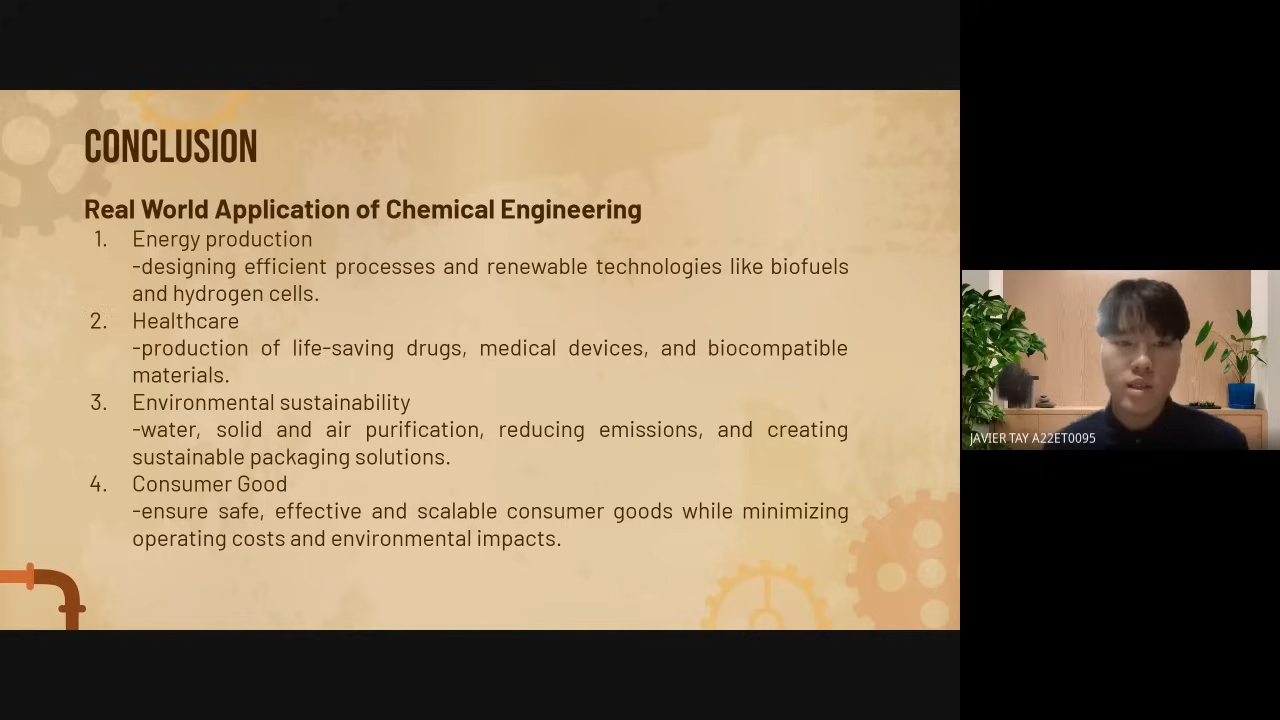 CONCLUSION
Real World Application of Chemical Engineering
1. Energy production
-designing efficient processes and renewable technologies like biofuels
and hydrogen cells.
2. Healthcare
-production of life-saving drugs, medical devices, and biocompatible
materials.
3. Environmental sustainability
-water, solid and air purification, reducing emissions, and creating
sustainable packaging solutions.
4. Consumer Good
-ensure safe, effective and scalable consumer goods while minimizing
operating costs and environmental impacts.
JAVIER TAY A22ET0095